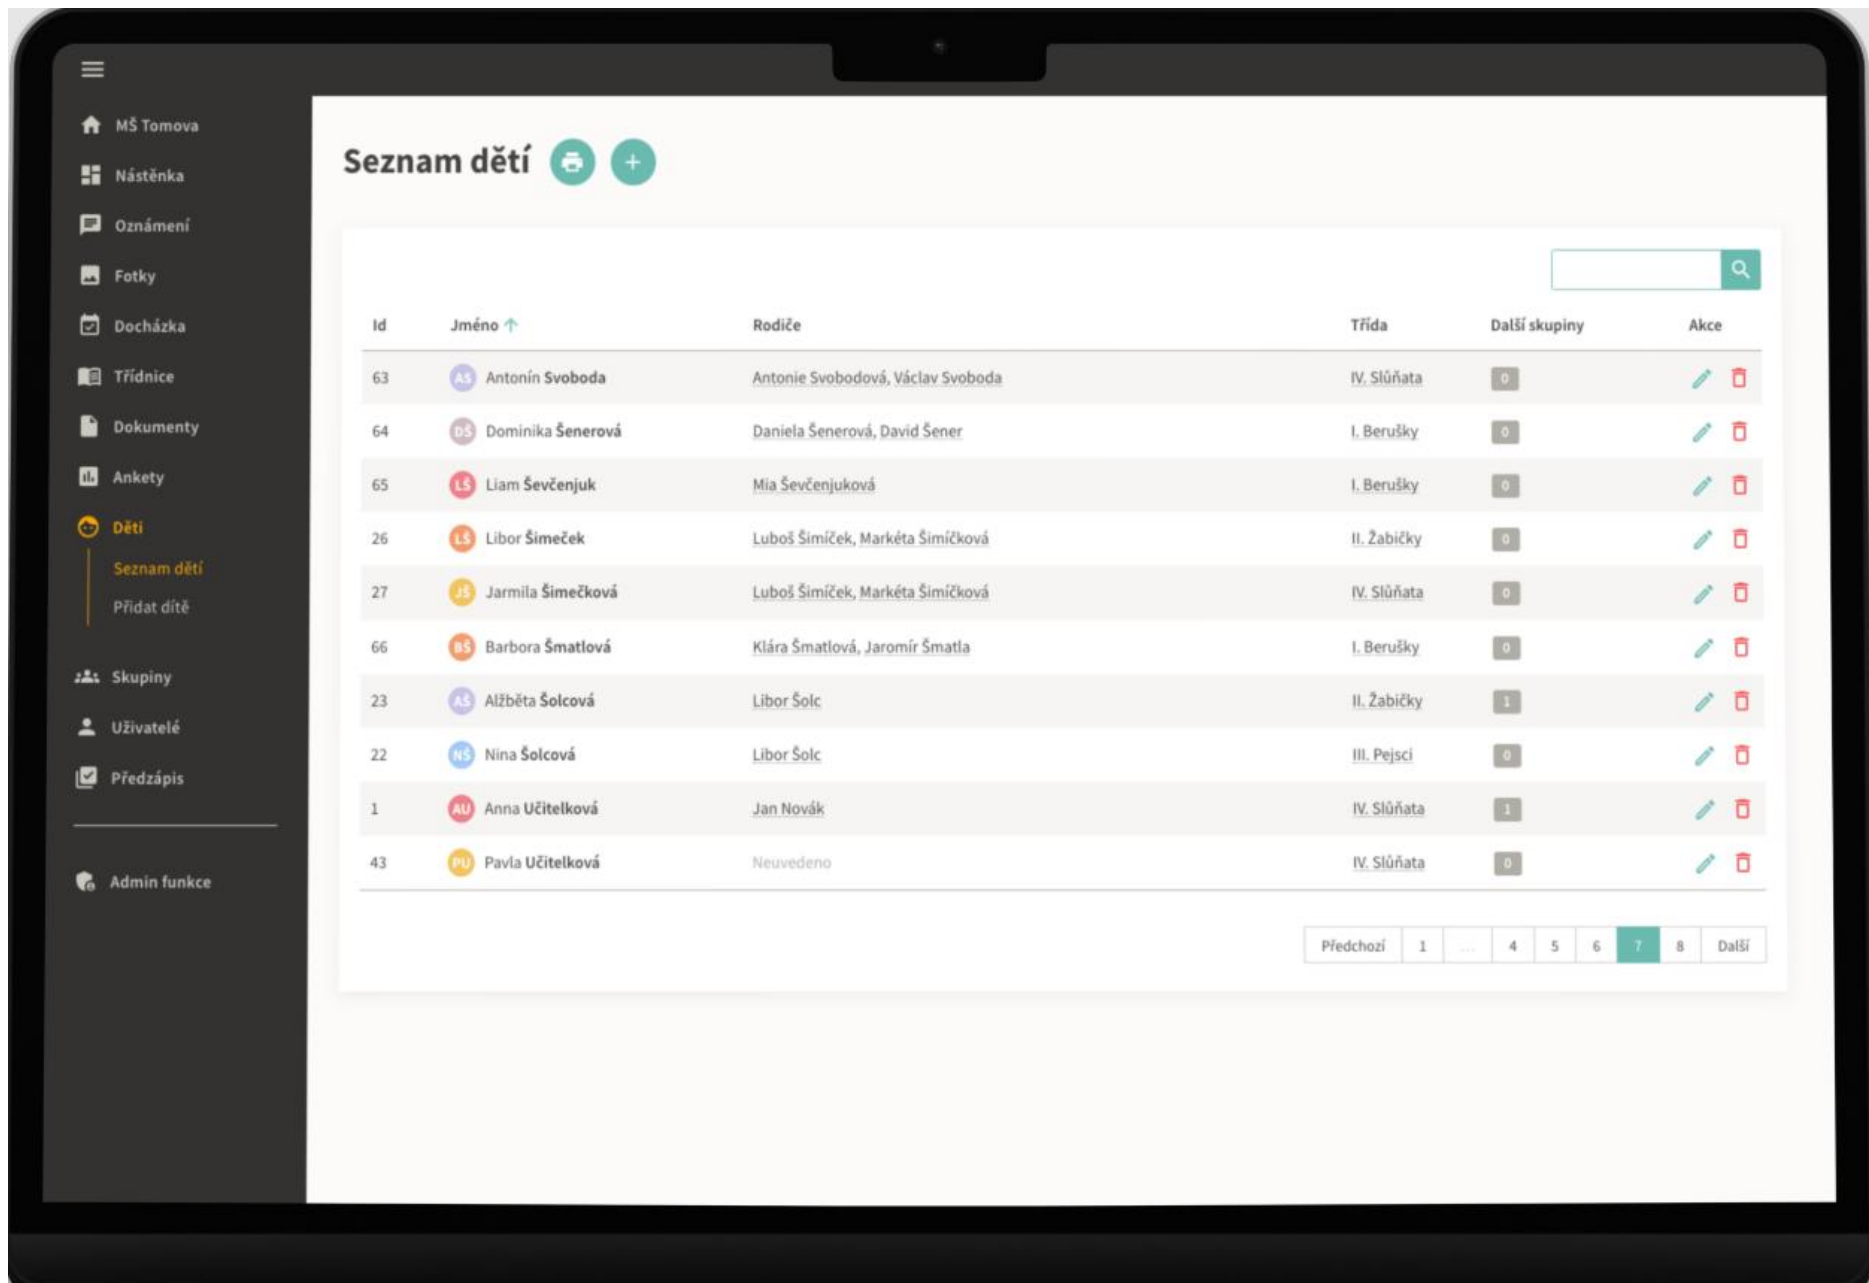 MŠ Tomova
Nástěnka
Oznámení
Fotky
Docházka
Třídnice
Dokumenty
Ankety
Děti
Seznam dětí
Přidat dítě
Skupiny
Uživatelé
Předzápis
Admin funkce
Seznam dětí
Id Jméno Rodiče Třída Další skupiny Akce
63 AS Antonín Svoboda Antonie Svobodová, Václav Svoboda IV. Slůňata 0
64 DŠ Dominika Šenerová Daniela Šenerová, David Šener I. Berušky 0
65 LŠ Liam Ševčenjuk Mia Ševčenjuková I. Berušky 0
26 LŠ Libor Šimeček Luboš Šimíček, Markéta Šimíčková II. Žabičky 0
27 JŠ Jarmila Šimečková Luboš Šimíček, Markéta Šimíčková IV. Slůňata 0
66 BŠ Barbora Šmatlová Klára Šmatlová, Jaromír Šmatla I. Berušky 0
23 AŠ Alžběta Šolcová Libor Šolc II. Žabičky 1
22 NŠ Nina Šolcová Libor Šolc III. Pejsci 0
1 AU Anna Učitelková Jan Novák IV. Slůňata 1
43 PU Pavla Učitelková Neuvedeno IV. Slůňata 0
Předchozí 1 ... 4 5 6 7 8 Další